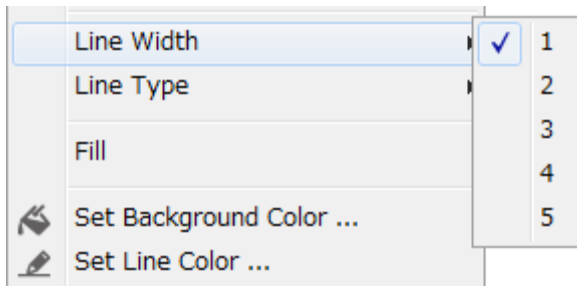 Line Width
Line Type
Fill
Set Background Color ...
Set Line Color ...
1
2
3
4
5